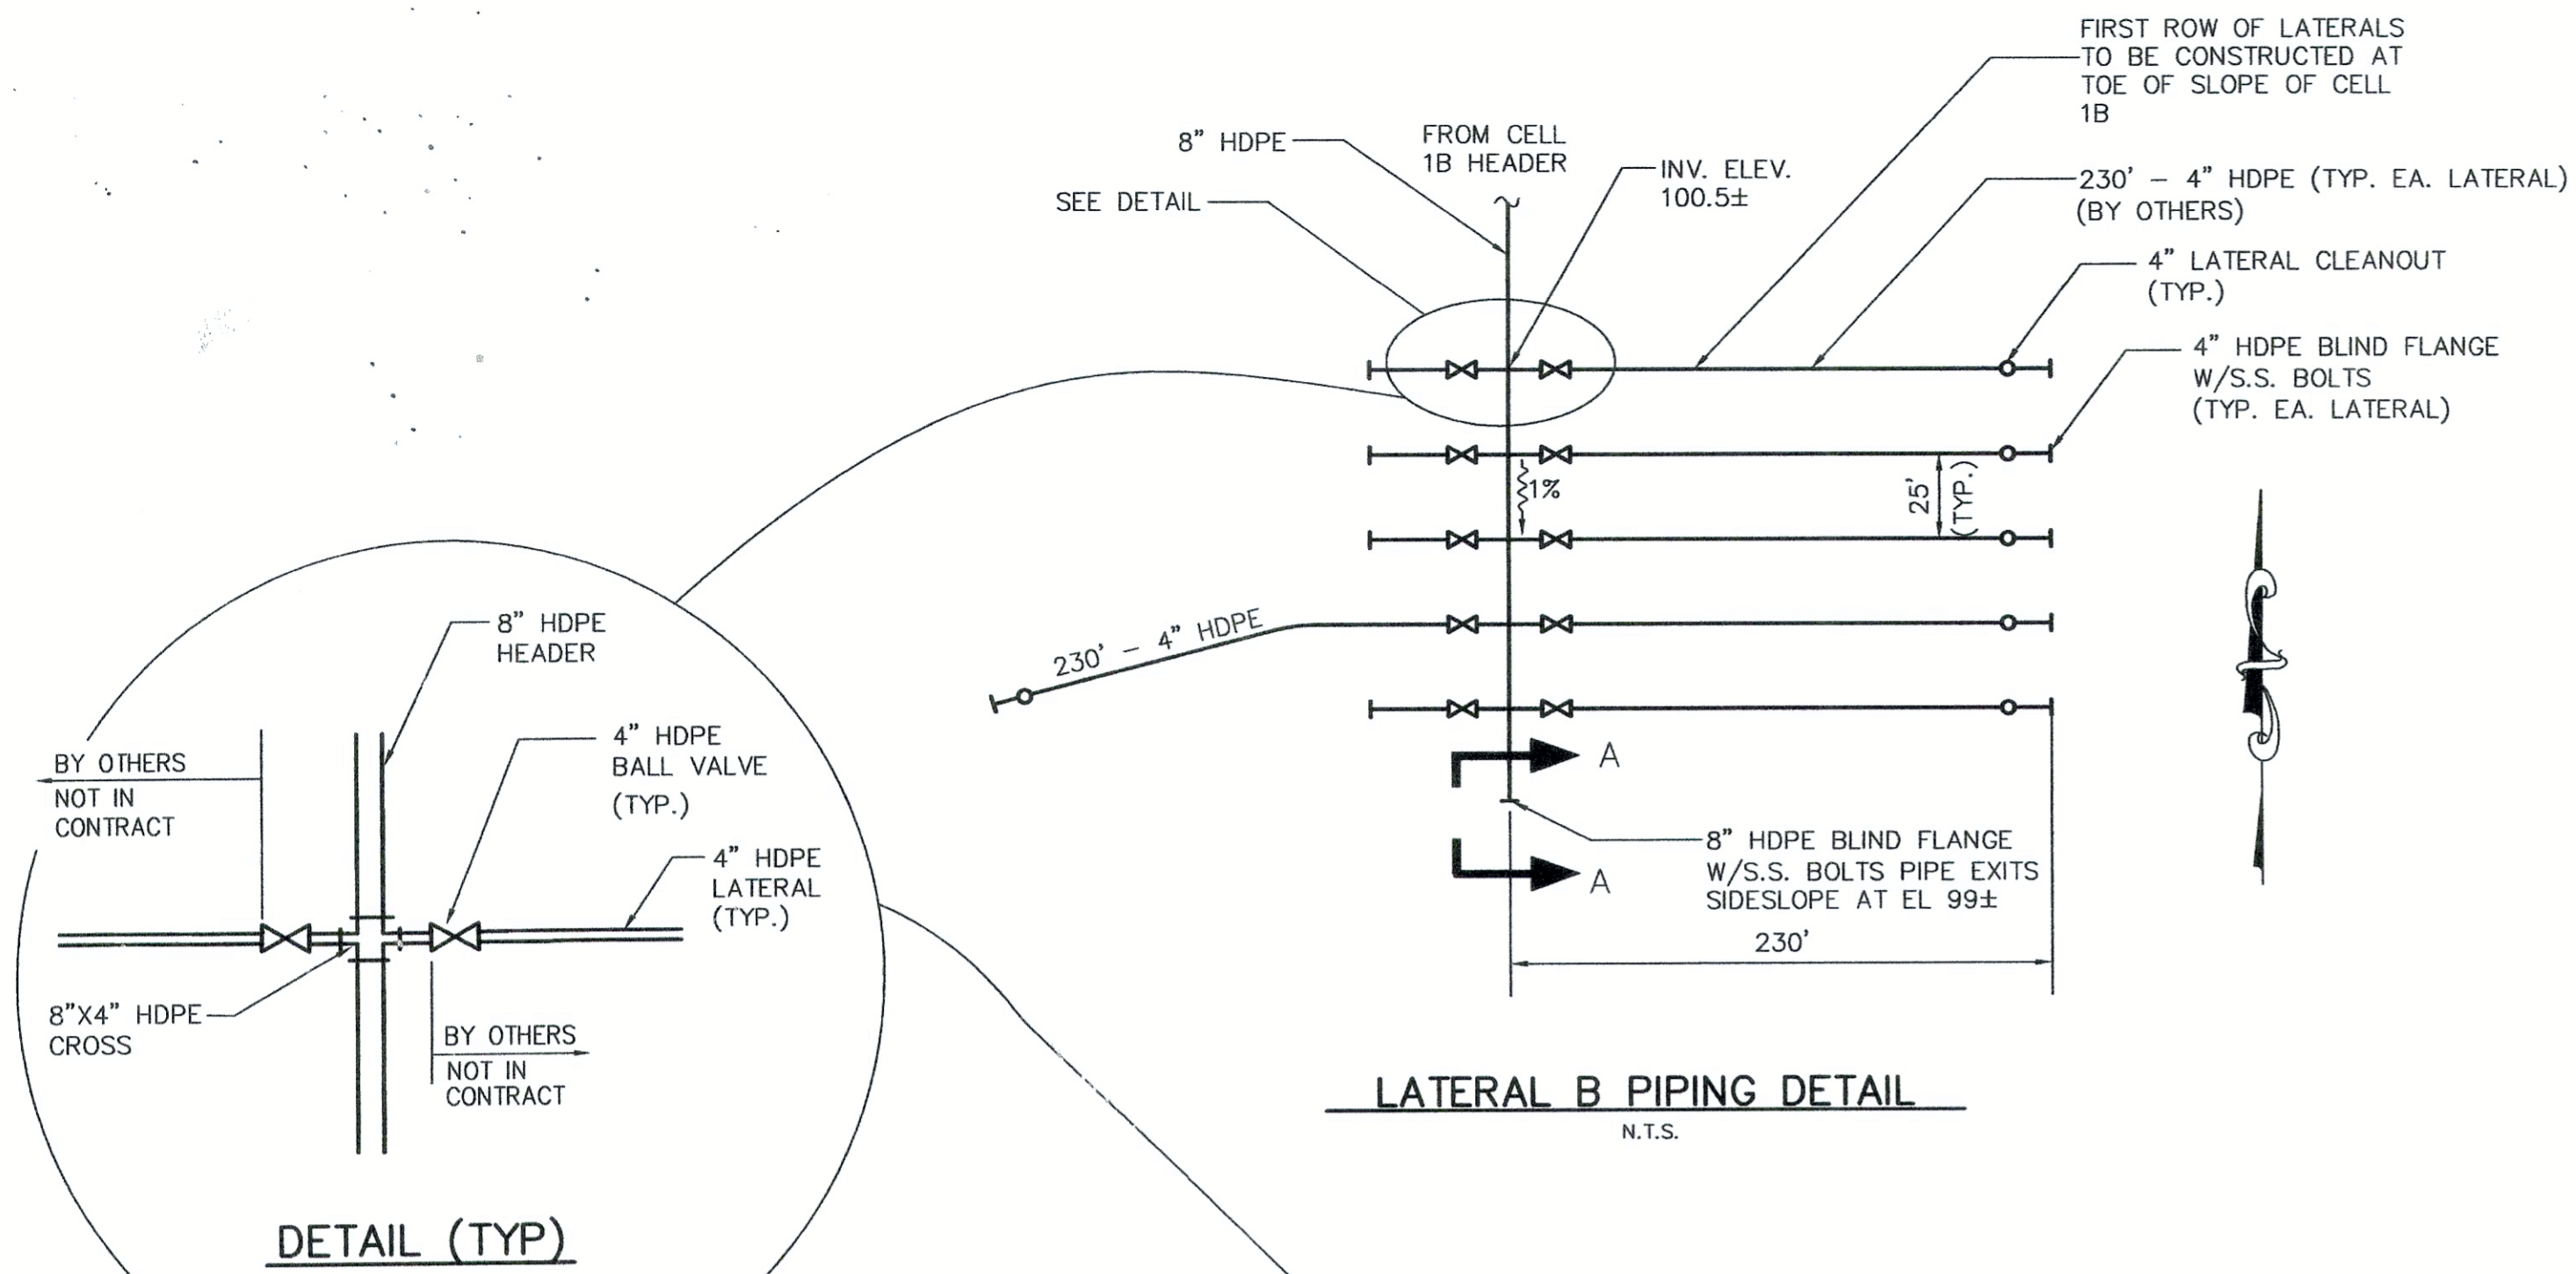 FIRST ROW OF LATERALS
TO BE CONSTRUCTED AT
TOE OF SLOPE OF CELL
1B
8" HDPE
FROM CELL
1B HEADER
INV. ELEV.
100.5±
230' - 4" HDPE (TYP. EA. LATERAL)
(BY OTHERS)
SEE DETAIL
4" LATERAL CLEANOUT
(TYP.)
4" HDPE BLIND FLANGE
W/S.S. BOLTS
(TYP. EA. LATERAL)
1%
25'
(TYP.)
230' - 4" HDPE
A
A
8" HDPE BLIND FLANGE
W/S.S. BOLTS PIPE EXITS
SIDESLOPE AT EL 99±
230'
LATERAL B PIPING DETAIL
N.T.S.
8" HDPE
HEADER
4" HDPE
BALL VALVE
(TYP.)
BY OTHERS
NOT IN
CONTRACT
4" HDPE
LATERAL
(TYP.)
8"X4" HDPE
CROSS
BY OTHERS
NOT IN
CONTRACT
DETAIL (TYP)